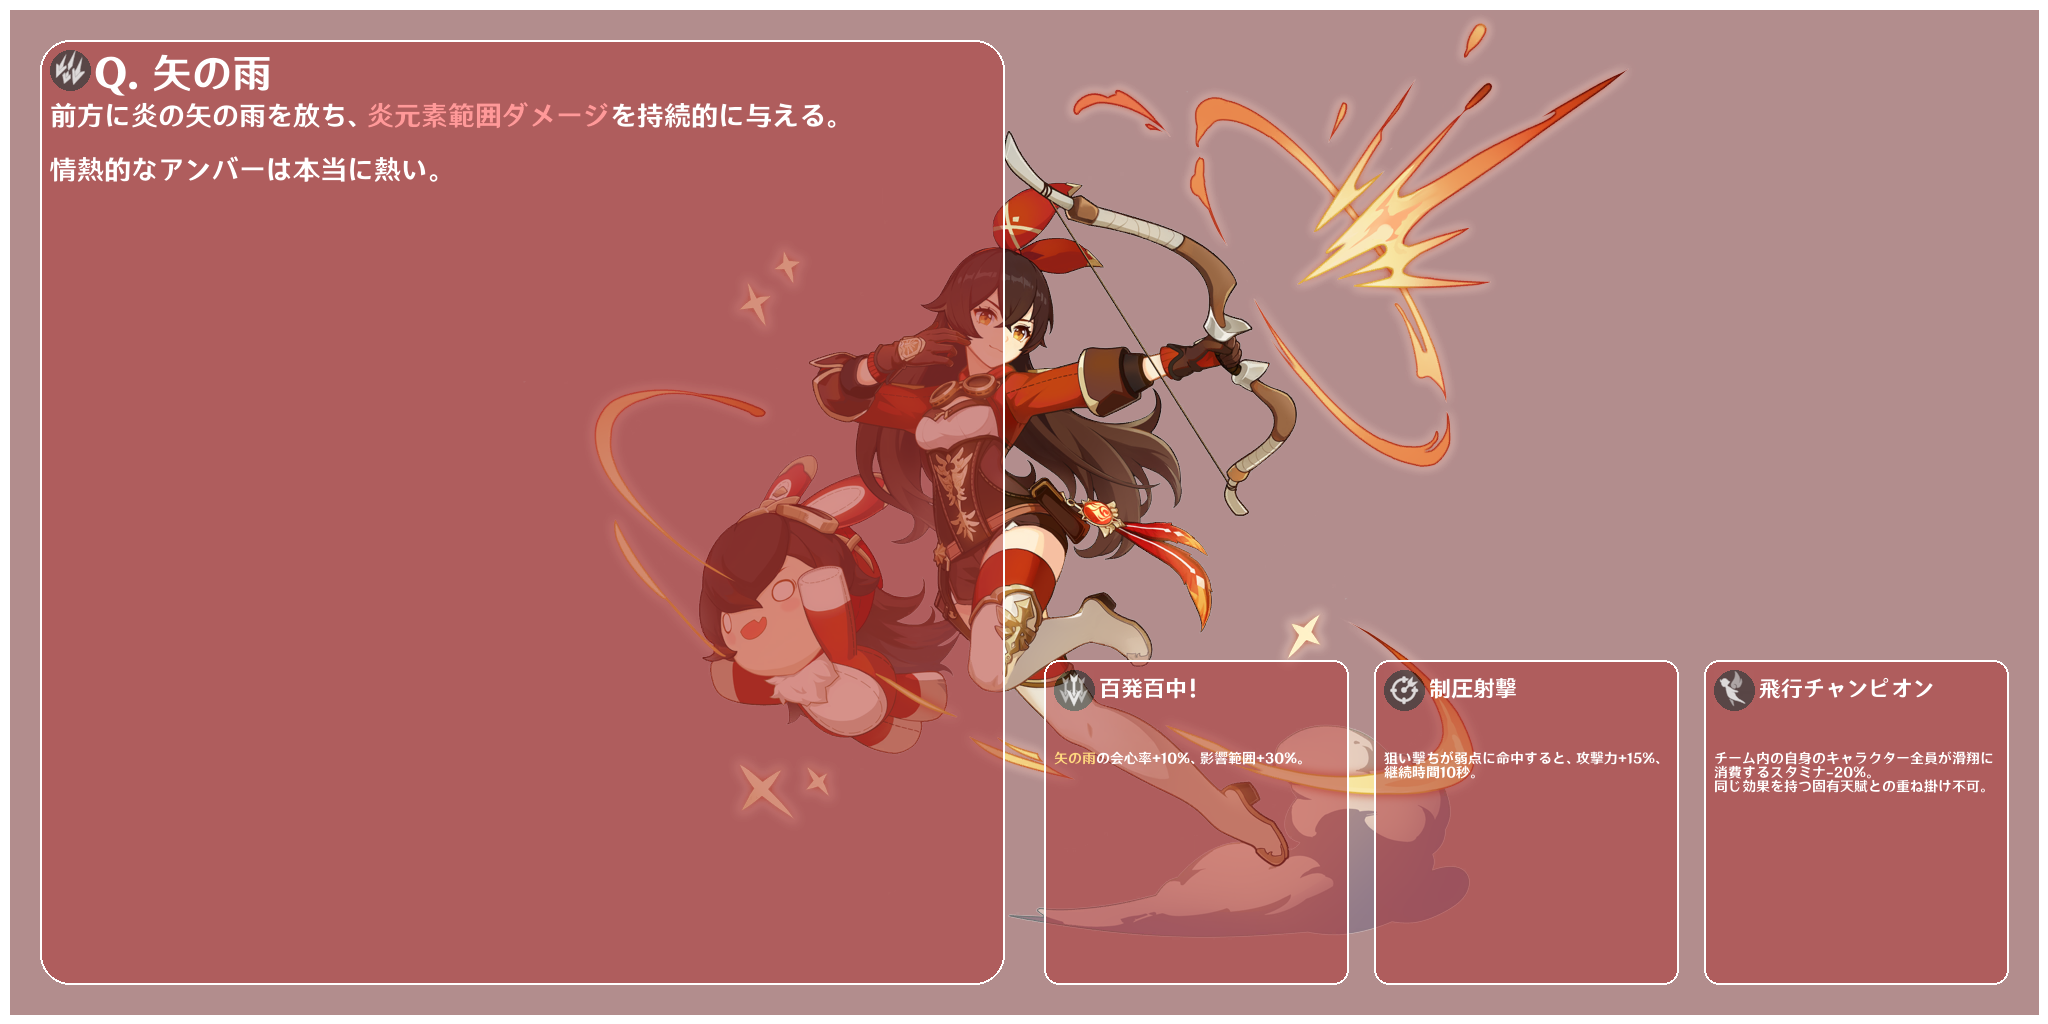 Q. 矢の雨
前方に炎の矢の雨を放ち、炎元素範囲ダメージを持続的に与える。
情熱的なアンバーは本当に熱い。
百発百中！
矢の雨の会心率+10%、影響範囲+30%。
制圧射撃
狙い撃ちが弱点に命中すると、攻撃力+15%、
継続時間10秒。
飛行チャンピオン
チーム内の自身のキャラクター全員が滑翔に
消費するスタミナ-20%。
同じ効果を持つ固有天賦との重ね掛け不可。